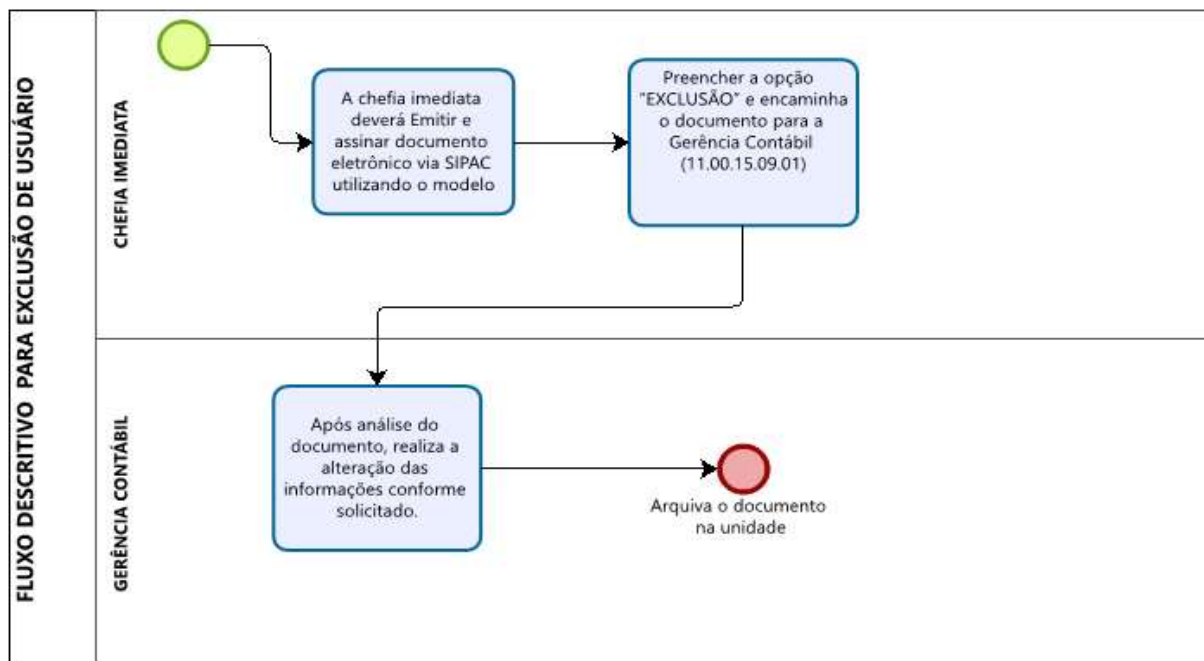 FLUXO DESCRITIVO PARA EXCLUSÃO DE USUÁRIO
CHEFIA IMEDIATA
A chefia imediata
deverá Emitir e
assinar documento
eletrônico via SIPAC
utilizando o modelo
Preencher a opção
"EXCLUSÃO" e encaminha
o documento para a
Gerência Contábil
(11.00.15.09.01)
GERÊNCIA CONTÁBIL
Após análise do
documento, realiza a
alteração das
informações conforme
solicitado.
Arquiva o documento
na unidade